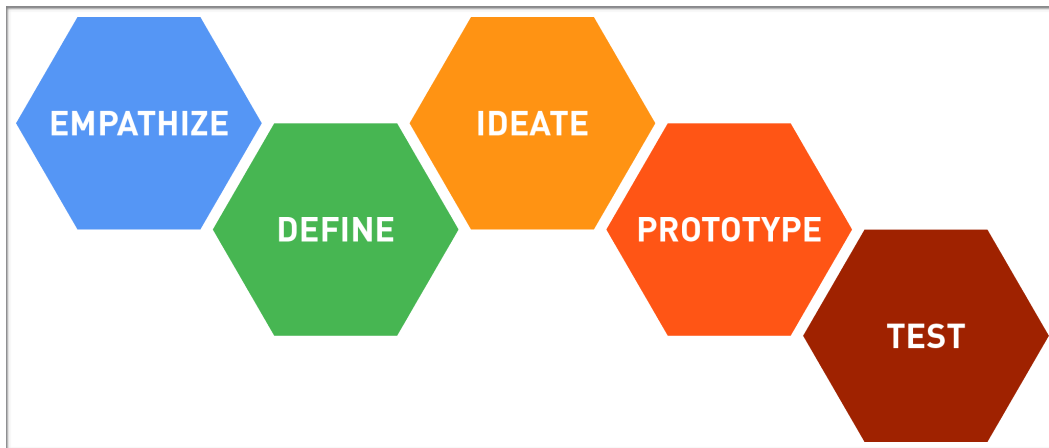 EMPATHIZE
DEFINE
IDEATE
PROTOTYPE
TEST